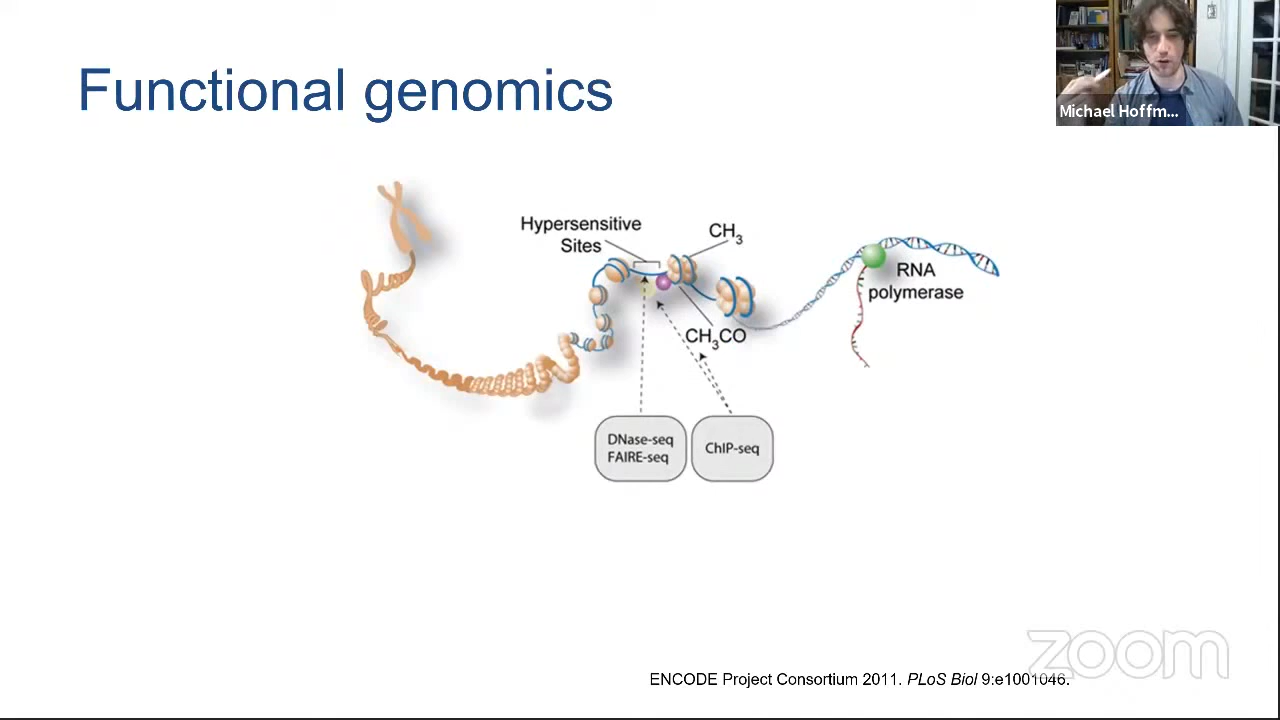 Functional genomics
Michael Hoffm...
Hypersensitive
Sites
CH₃
RNA
polymerase
CH₃CO
DNase-seq
FAIRE-seq
ChIP-seq
zoom
ENCODE Project Consortium 2011. PLoS Biol 9:e1001046.